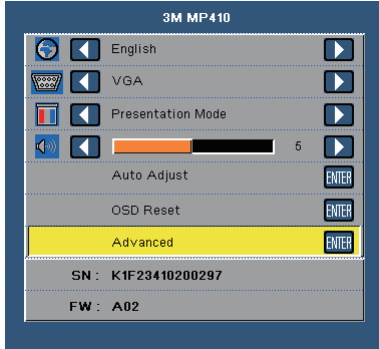 3M MP410
English
VGA
Presentation Mode
5
Auto Adjust ENTER
OSD Reset ENTER
Advanced ENTER
SN : K1F23410200297
FW : A02